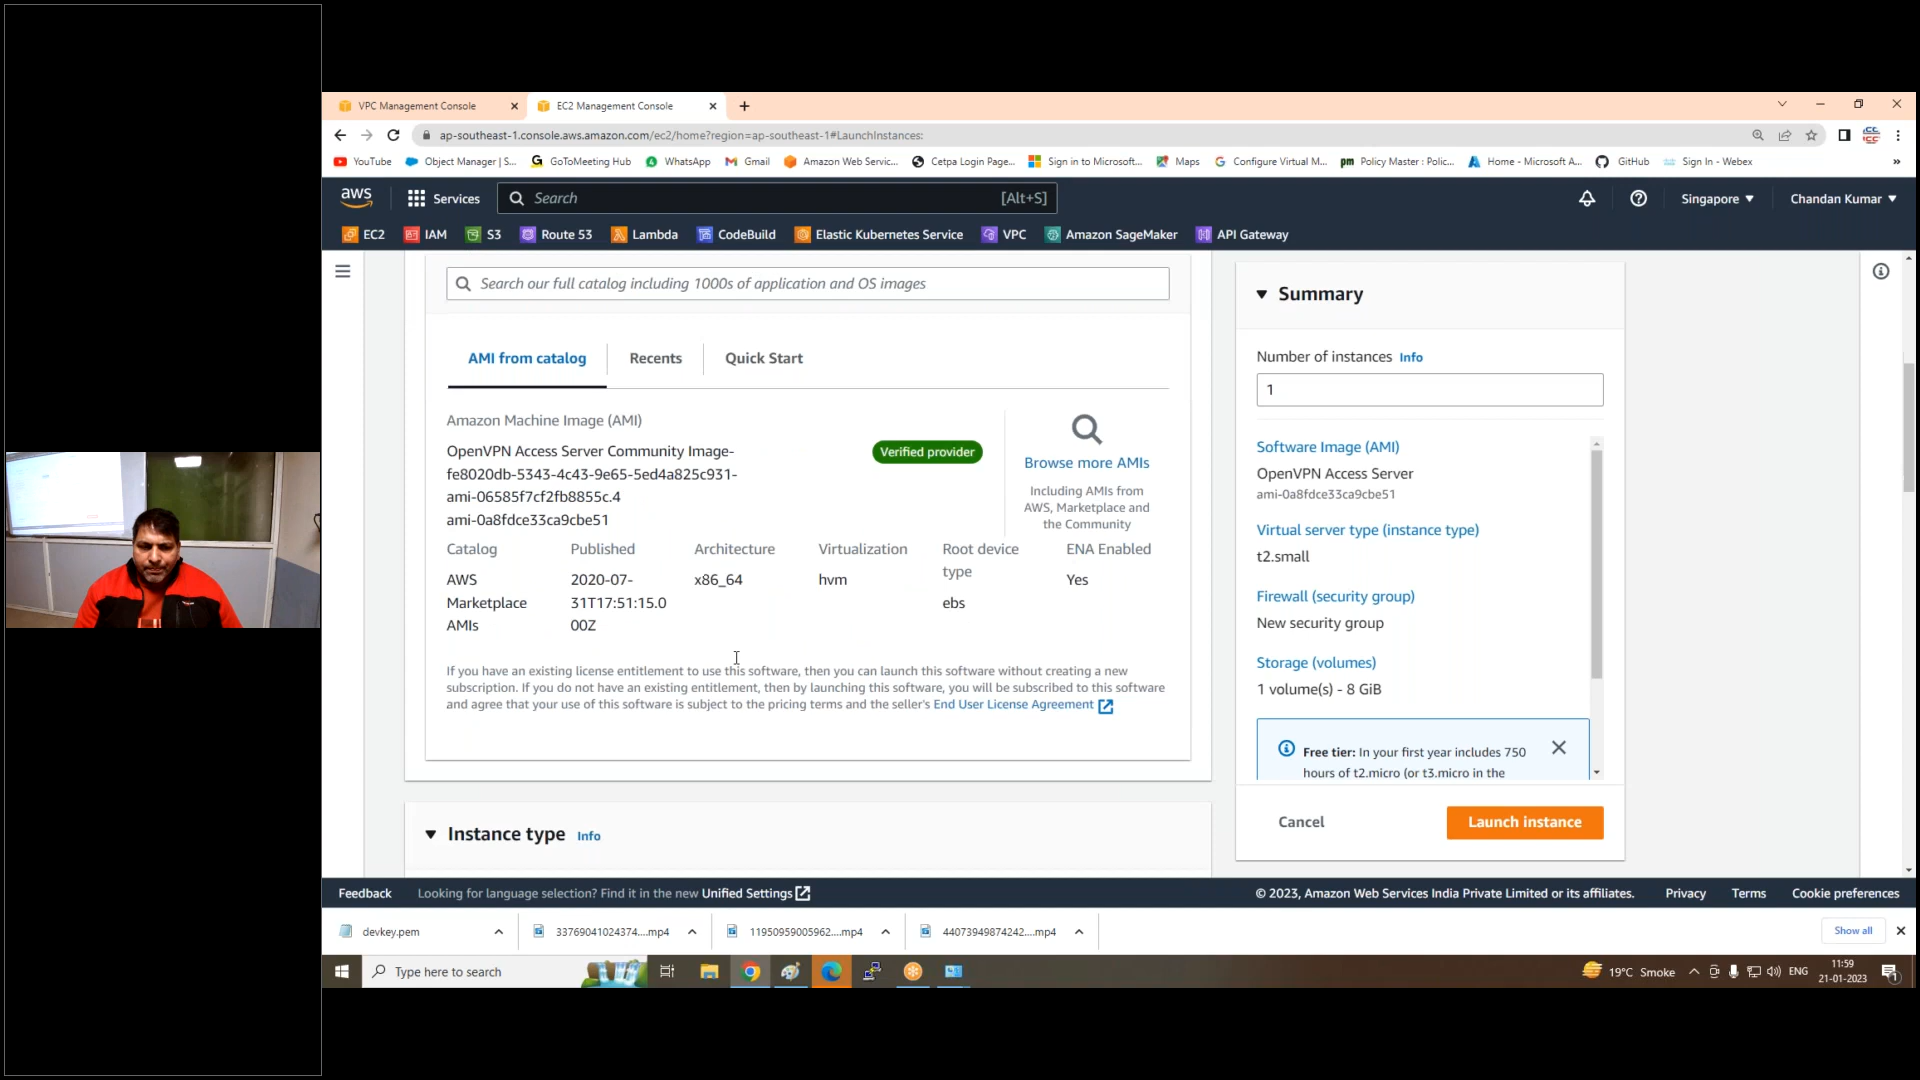 VPC Management Console
EC2 Management Console
ap-southeast-1.console.aws.amazon.com/ec2/home?region=ap-southeast-1#LaunchInstances:
YouTube
Object Manager | S...
GoToMeeting Hub
WhatsApp
Gmail
Amazon Web Servic...
Cetpa Login Page...
Sign in to Microsoft...
Maps
Configure Virtual M...
pm Policy Master : Polic...
Home - Microsoft A...
GitHub
Sign In - Webex
»
aws
Services
Search
[Alt+S]
Singapore
Chandan Kumar
EC2
IAM
S3
Route 53
Lambda
CodeBuild
Elastic Kubernetes Service
VPC
Amazon SageMaker
API Gateway
Search our full catalog including 1000s of application and OS images
AMI from catalog
Recents
Quick Start
Amazon Machine Image (AMI)
OpenVPN Access Server Community Image-
fe8020db-5343-4c43-9e65-5ed4a825c931-
ami-06585f7cf2fb8855c.4
ami-0a8fdce33ca9cbe51
Verified provider
Browse more AMIs
Including AMIs from
AWS, Marketplace and
the Community
Catalog
AWS
Marketplace
AMIs
Published
2020-07-
31T17:51:15.0
00Z
Architecture
x86_64
Virtualization
hvm
Root device
type
ebs
ENA Enabled
Yes
If you have an existing license entitlement to use this software, then you can launch this software without creating a new
subscription. If you do not have an existing entitlement, then by launching this software, you will be subscribed to this software
and agree that your use of this software is subject to the pricing terms and the seller's End User License Agreement
Instance type Info
Summary
Number of instances Info
1
Software Image (AMI)
OpenVPN Access Server
ami-0a8fdce33ca9cbe51
Virtual server type (instance type)
t2.small
Firewall (security group)
New security group
Storage (volumes)
1 volume(s) - 8 GiB
Free tier: In your first year includes 750
hours of t2.micro (or t3.micro in the
Cancel
Launch instance
Feedback
Looking for language selection? Find it in the new Unified Settings
© 2023, Amazon Web Services India Private Limited or its affiliates.
Privacy
Terms
Cookie preferences
devkey.pem
33769041024374....mp4
11950959005962....mp4
44073949874242....mp4
Show all
Type here to search
19°C Smoke
ENG
11:59
21-01-2023
1